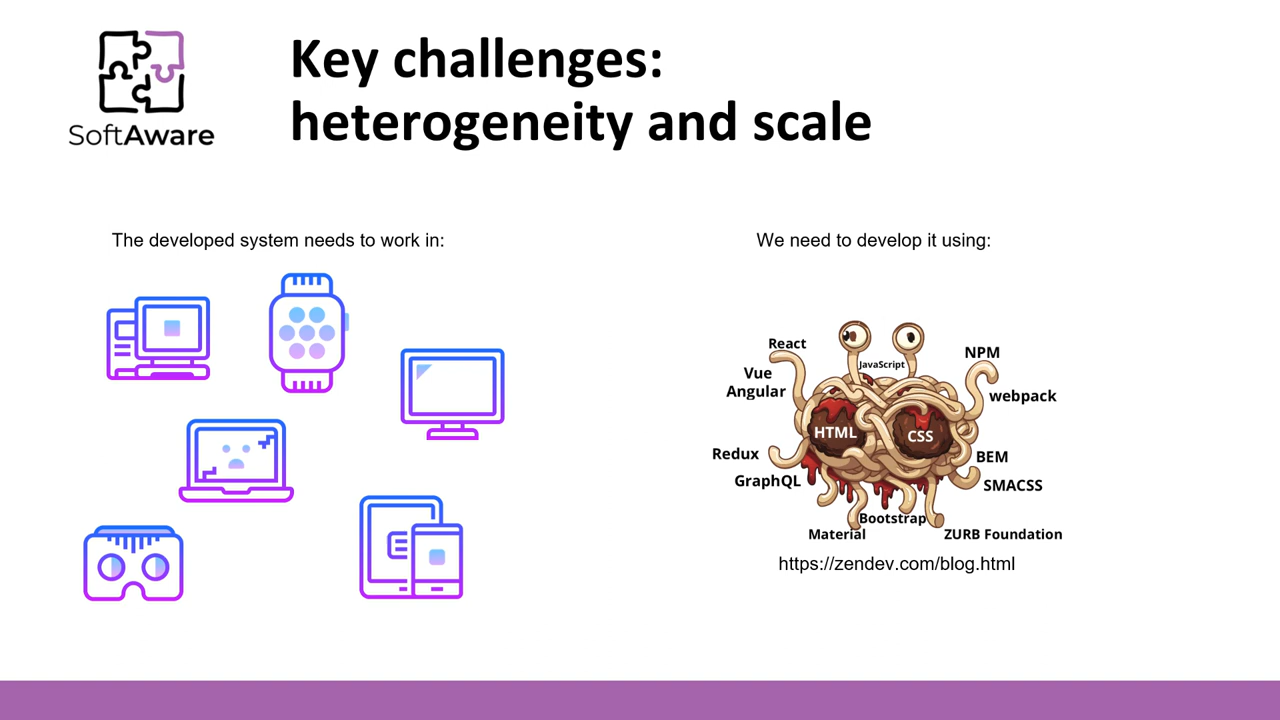 SoftAware
Key challenges:
heterogeneity and scale
The developed system needs to work in:
We need to develop it using:
React
Vue
Angular
JavaScript
NPM
webpack
HTML
CSS
Redux
GraphQL
BEM
SMACSS
Bootstrap
Material
ZURB Foundation
https://zendev.com/blog.html